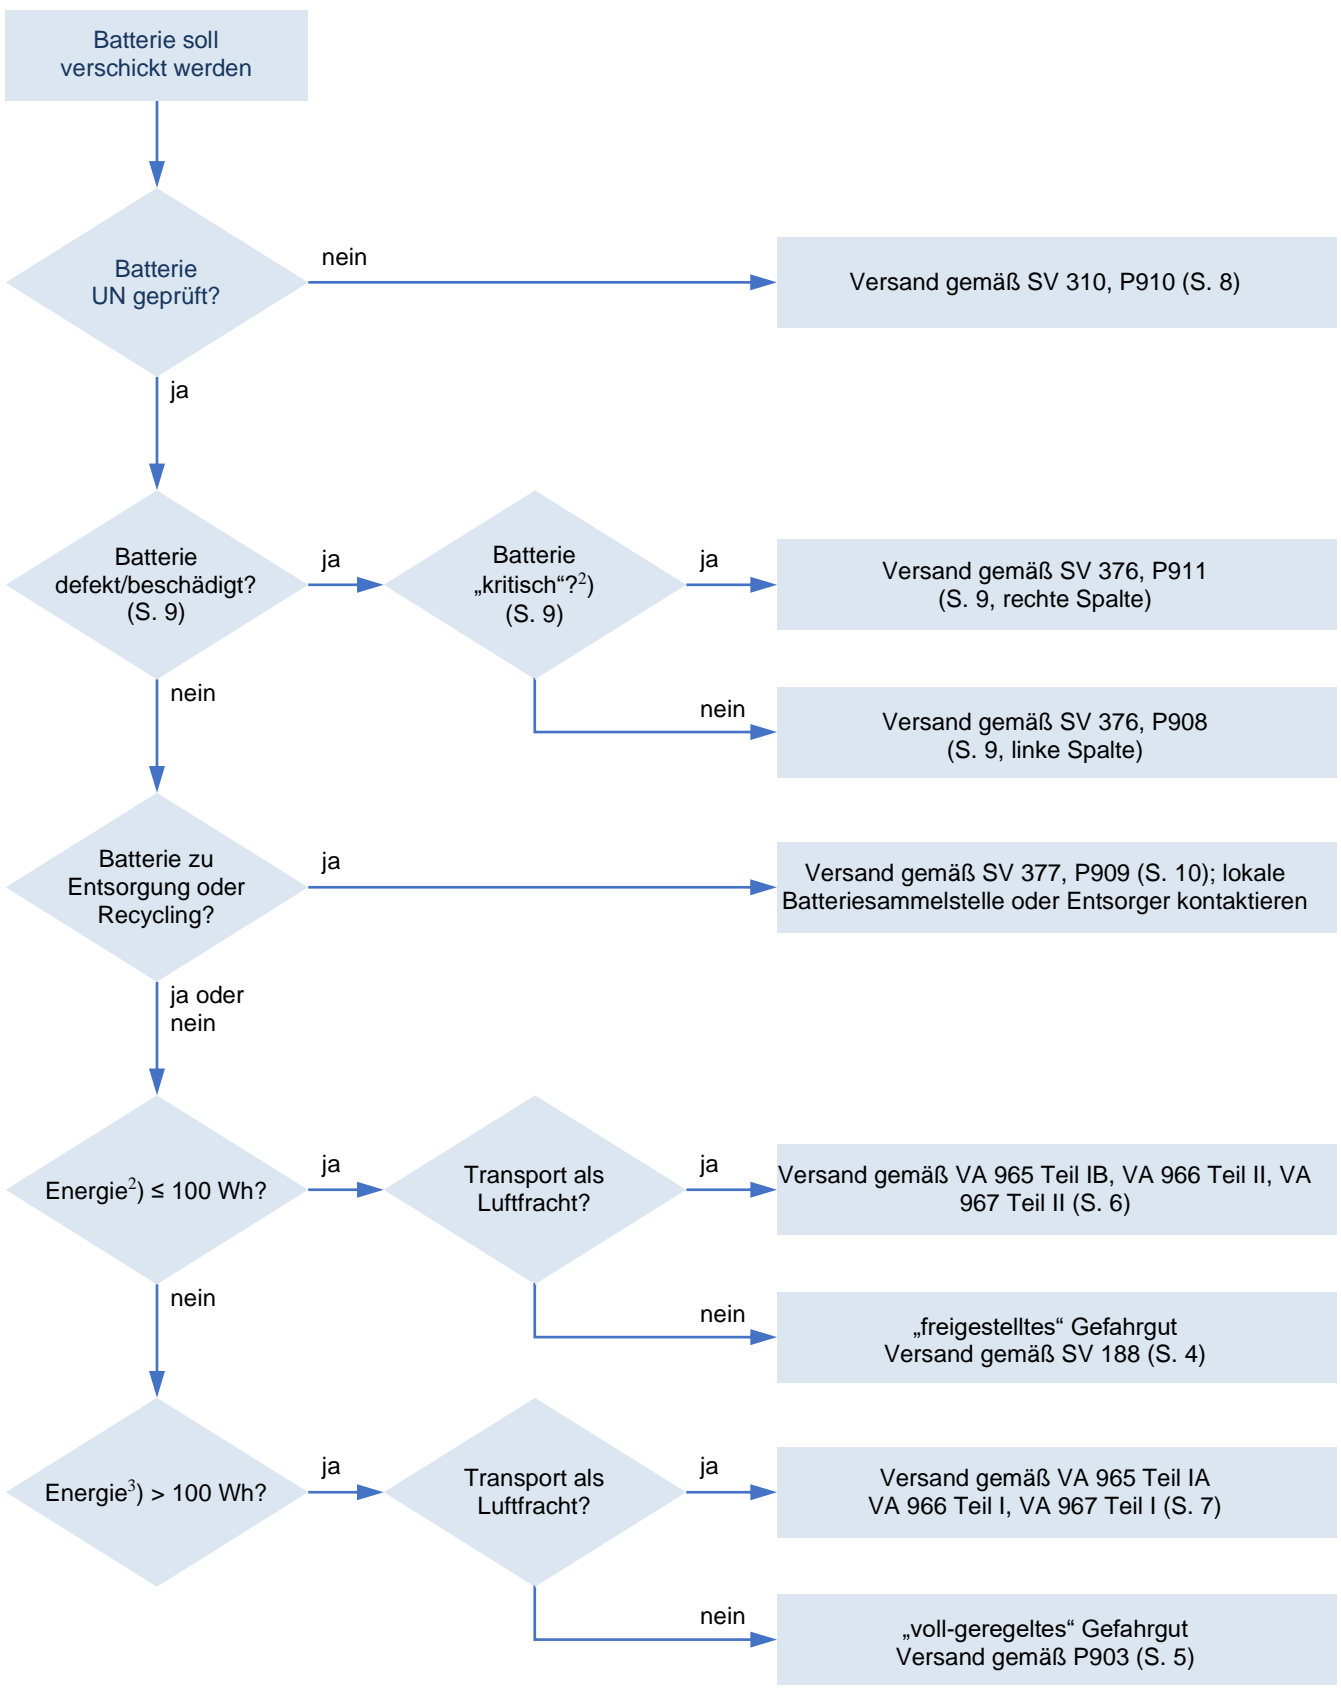 Batterie soll
verschickt werden
Batterie
UN geprüft?
nein
Versand gemäß SV 310, P910 (S. 8)
ja
Batterie
defekt/beschädigt?
(S. 9)
ja
Batterie
„kritisch“?²)
(S. 9)
ja
Versand gemäß SV 376, P911
(S. 9, rechte Spalte)
nein
nein
Versand gemäß SV 376, P908
(S. 9, linke Spalte)
Batterie zu
Entsorgung oder
Recycling?
ja
Versand gemäß SV 377, P909 (S. 10); lokale
Batteriesammelstelle oder Entsorger kontaktieren
ja oder
nein
Energie²) ≤ 100 Wh?
ja
Transport als
Luftfracht?
ja
Versand gemäß VA 965 Teil IB, VA 966 Teil II, VA
967 Teil II (S. 6)
nein
nein
„freigestelltes“ Gefahrgut
Versand gemäß SV 188 (S. 4)
Energie³) > 100 Wh?
ja
Transport als
Luftfracht?
ja
Versand gemäß VA 965 Teil IA
VA 966 Teil I, VA 967 Teil I (S. 7)
nein
„voll-geregeltes“ Gefahrgut
Versand gemäß P903 (S. 5)